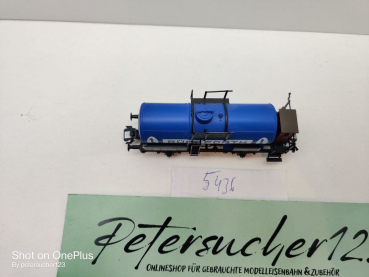 5436
Petersucher12
ONLINESHOP FÜR GEBRAUCHTE MODELLEISENBAHN & ZUBEHÖR
Shot on OnePlus
By petersucher123